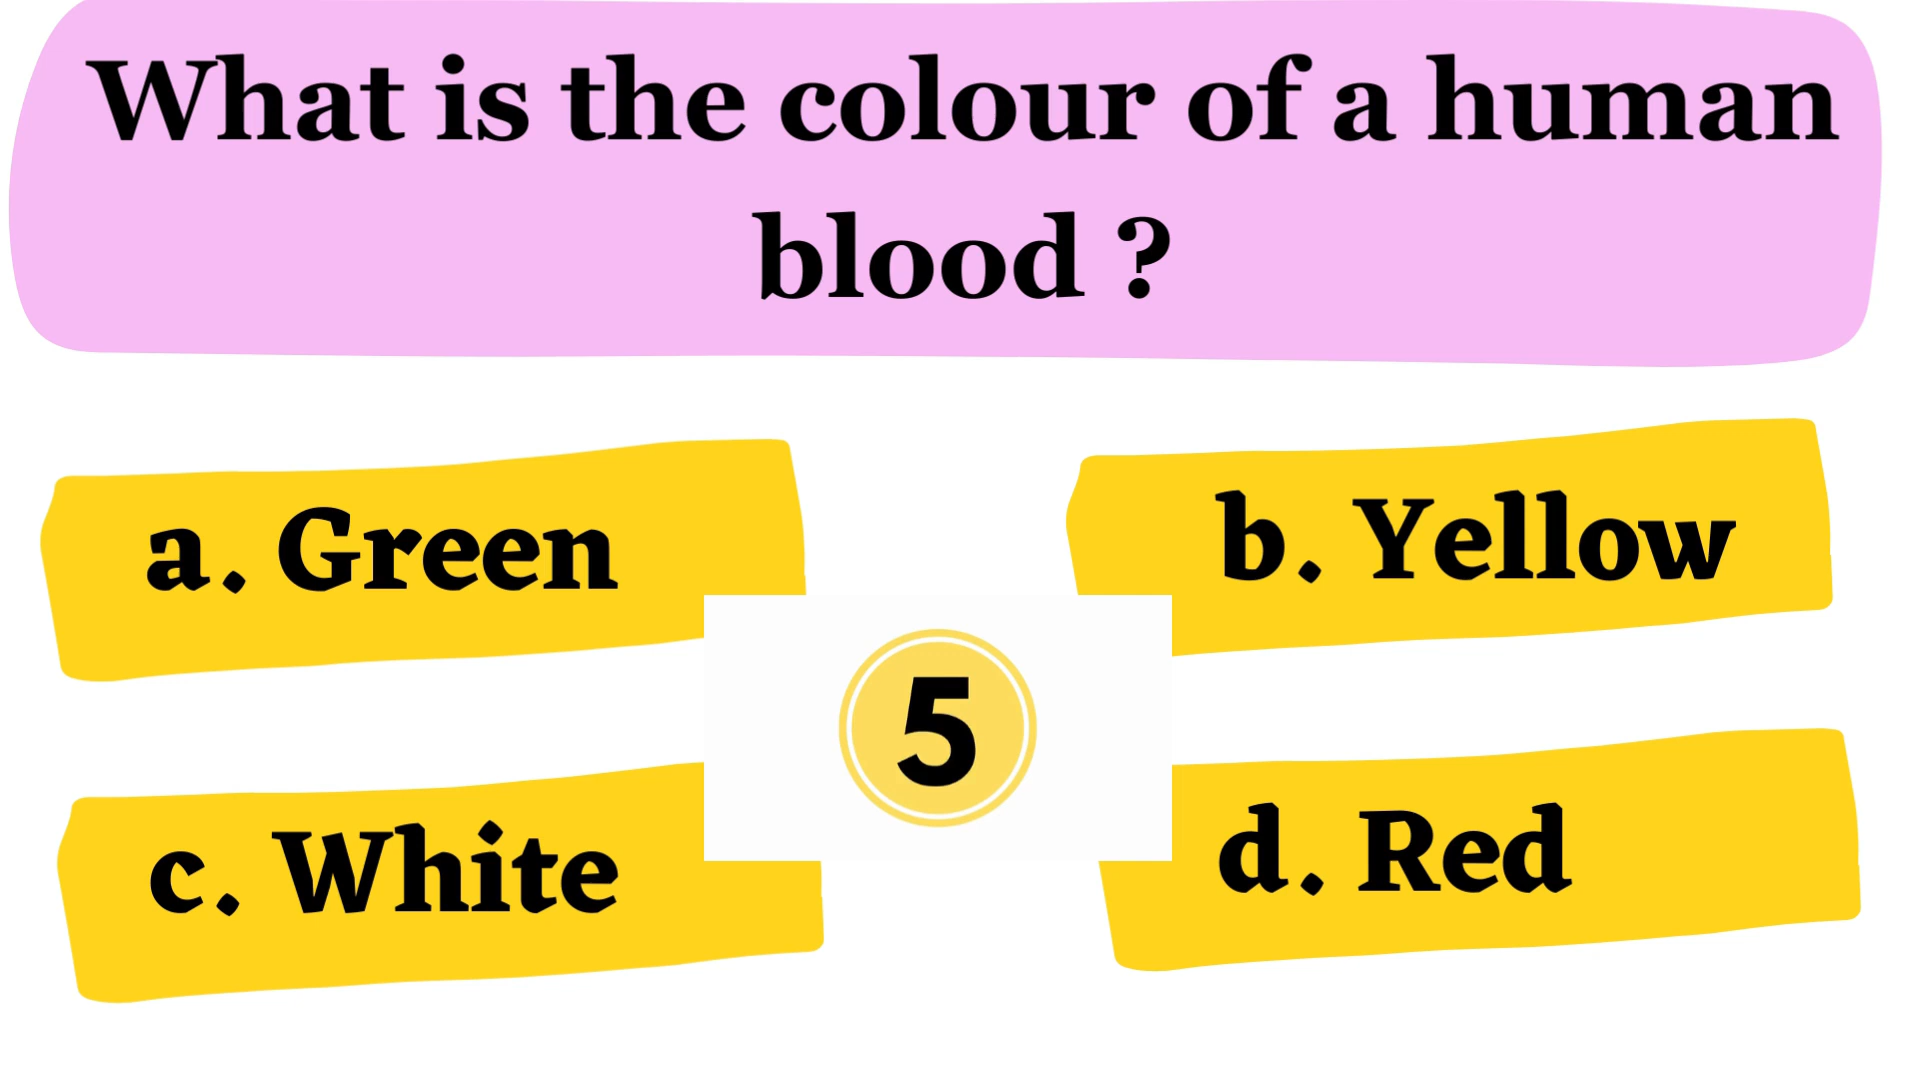 What is the colour of a human
blood ?
a. Green
b. Yellow
5
c. White
d. Red